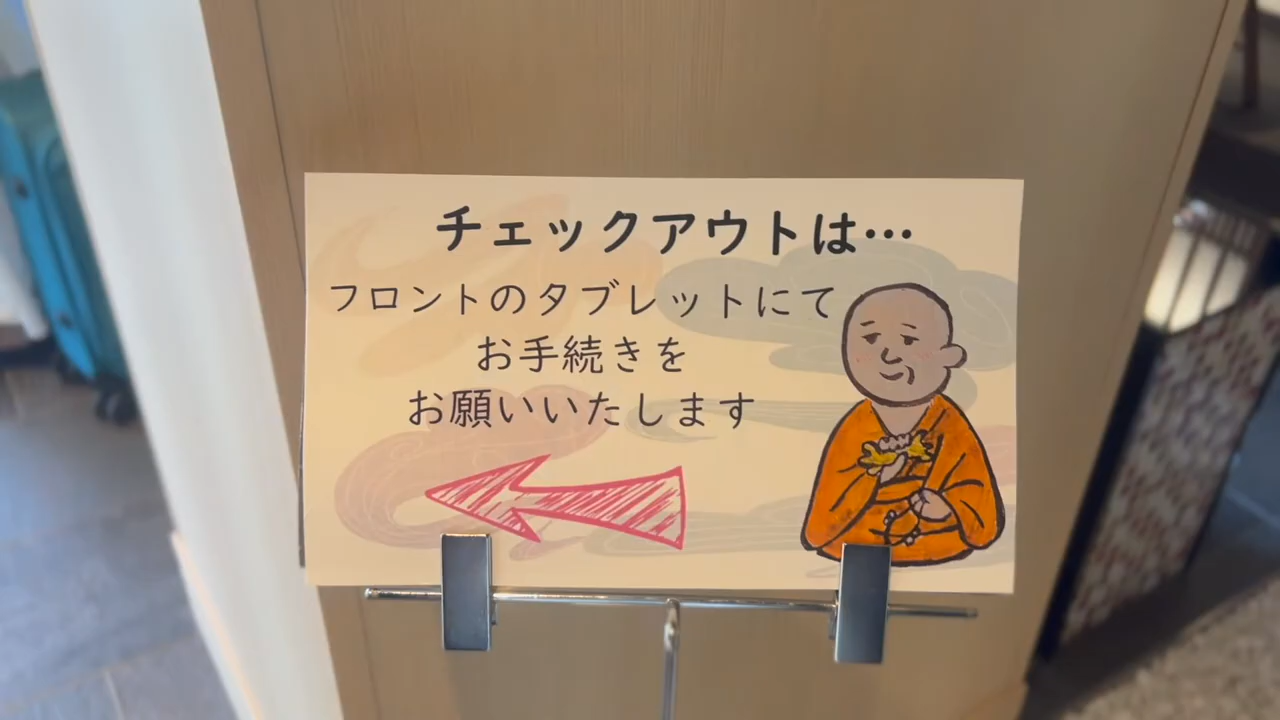 チェックアウトは…
フロントのタブレットにて
お手続きを
お願いいたします